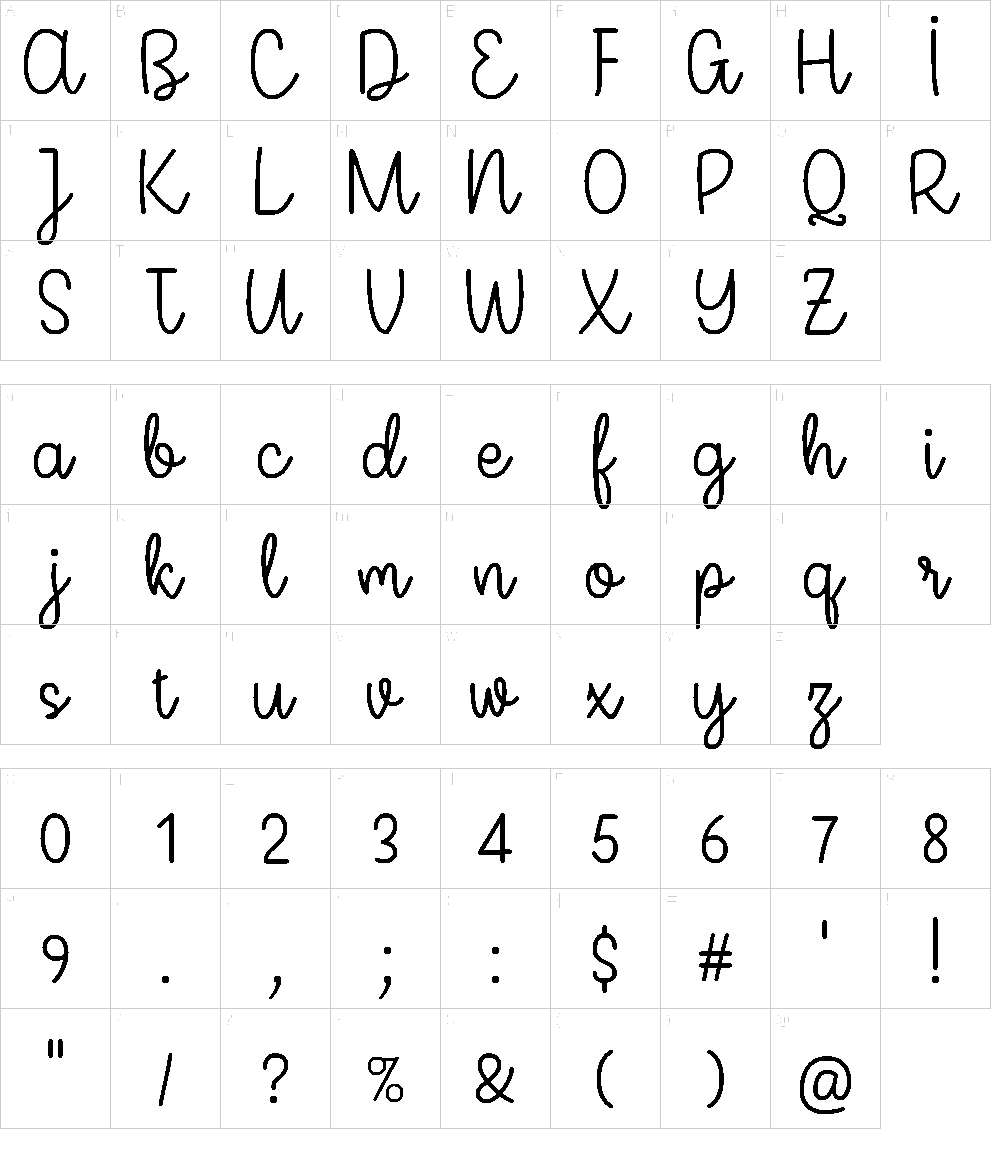 A B C D E F G H I
J K L M N O P Q R
S T U V W X Y Z
a b c d e f g h i
j k l m n o p q r
s t u v w x y z
0 1 2 3 4 5 6 7 8
9 . , ; : $ # ' !
" / ? % & ( ) @